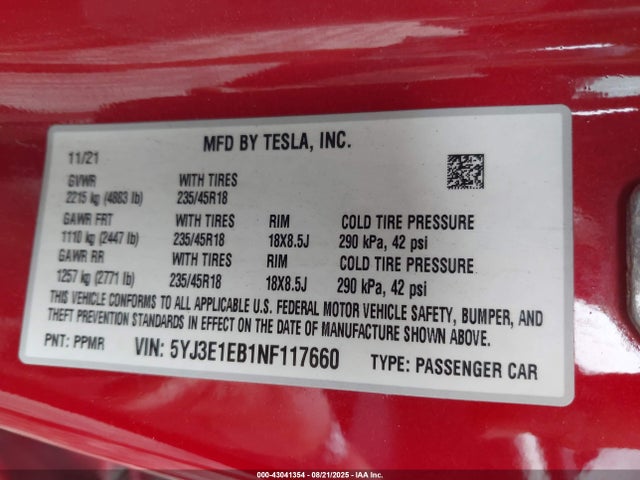 MFD BY TESLA, INC.
11/21
GVWR WITH TIRES
2215 kg (4883 lb) 235/45R18
GAWR FRT WITH TIRES RIM COLD TIRE PRESSURE
1110 kg (2447 lb) 235/45R18 18X8.5J 290 kPa, 42 psi
GAWR RR WITH TIRES RIM COLD TIRE PRESSURE
1257 kg (2771 lb) 235/45R18 18X8.5J 290 kPa, 42 psi
THIS VEHICLE CONFORMS TO ALL APPLICABLE U.S. FEDERAL MOTOR VEHICLE SAFETY, BUMPER, AND
THEFT PREVENTION STANDARDS IN EFFECT ON THE DATE OF MANUFACTURE SHOWN ABOVE.
PNT: PPMR VIN: 5YJ3E1EB1NF117660 TYPE: PASSENGER CAR
000-43041354 - 08/21/2025 - IAA Inc.